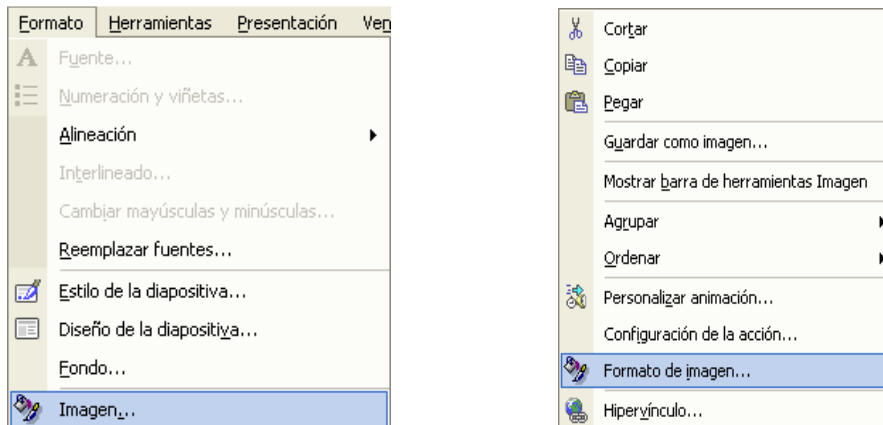 Formato Herramientas Presentación Ven
Fuente...
Numeración y viñetas...
Alineación
Interlineado...
Cambiar mayúsculas y minúsculas...
Reemplazar fuentes...
Estilo de la diapositiva...
Diseño de la diapositiva...
Fondo...
Imagen...
Cortar
Copiar
Pegar
Guardar como imagen...
Mostrar barra de herramientas Imagen
Agrupar
Ordenar
Personalizar animación...
Configuración de la acción...
Formato de imagen...
Hipervínculo...